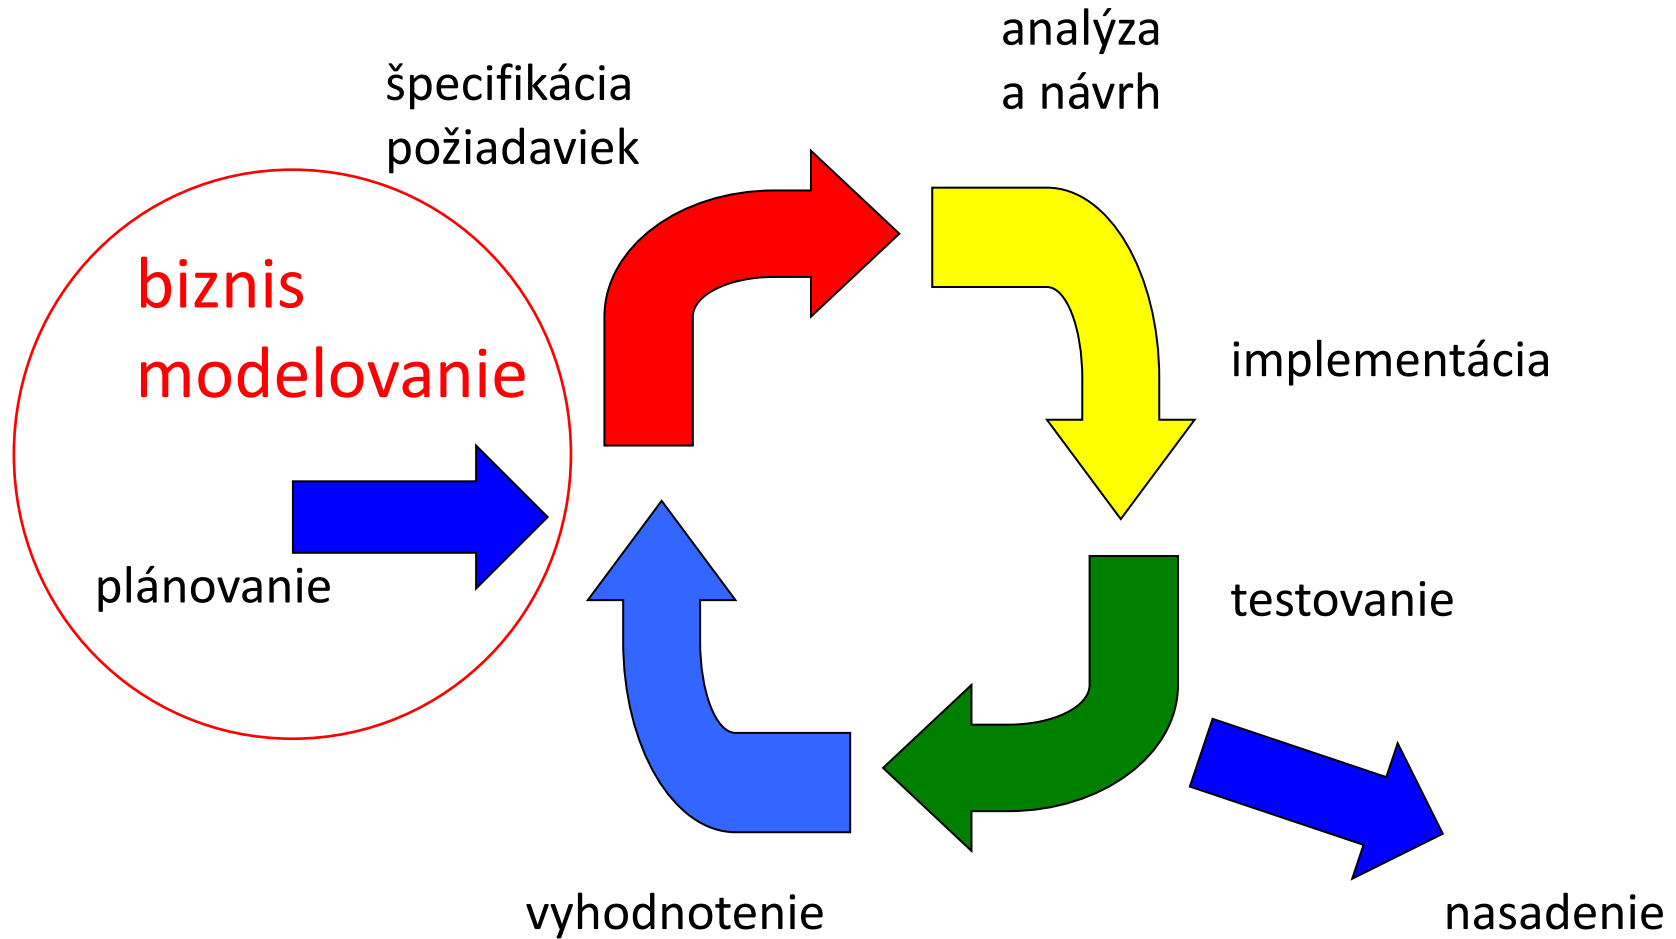 analýza
a návrh
špecifikácia
požiadaviek
biznis
modelovanie
implementácia
plánovanie
testovanie
vyhodnotenie
nasadenie